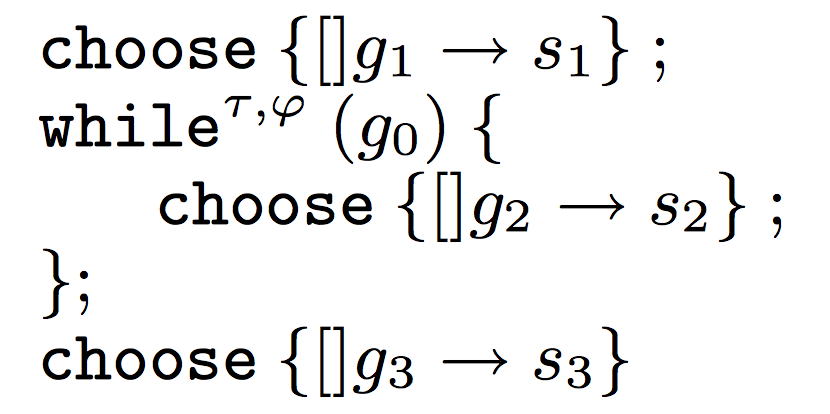 choose {[]g₁ → s₁} ;
while^{τ,φ} (g₀) {
choose {[]g₂ → s₂} ;
};
choose {[]g₃ → s₃}